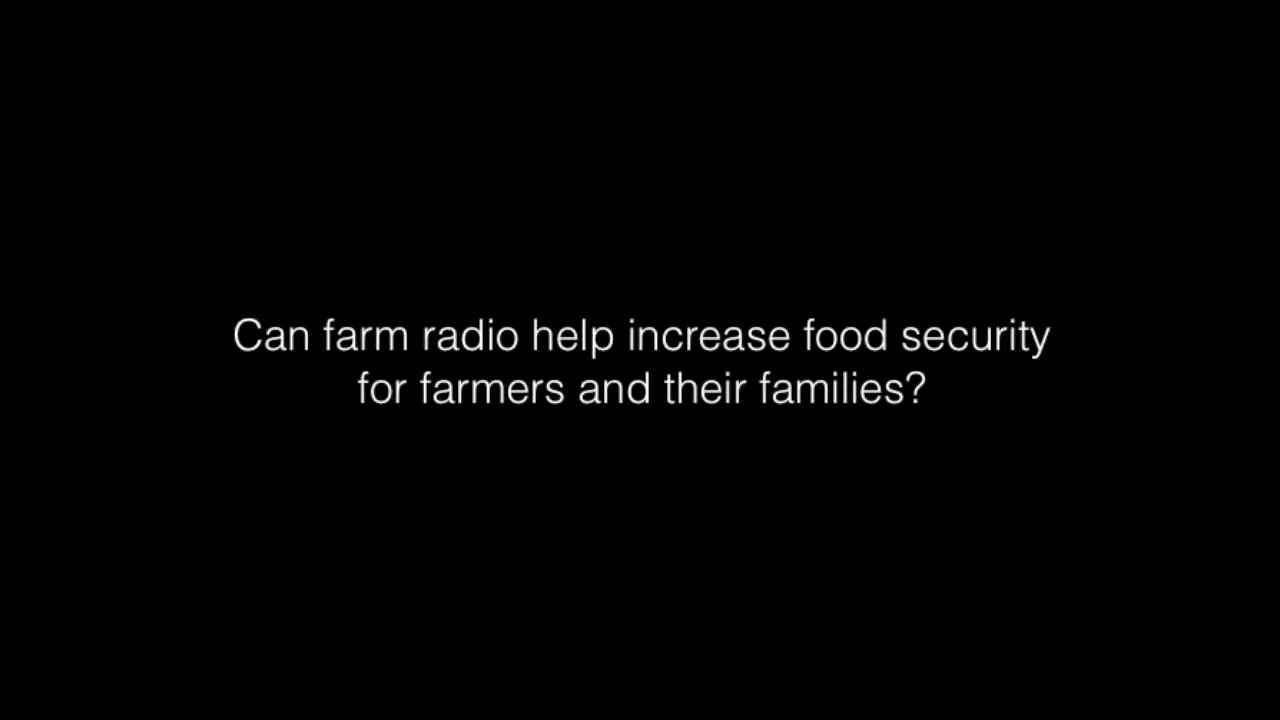 Can farm radio help increase food security
for farmers and their families?